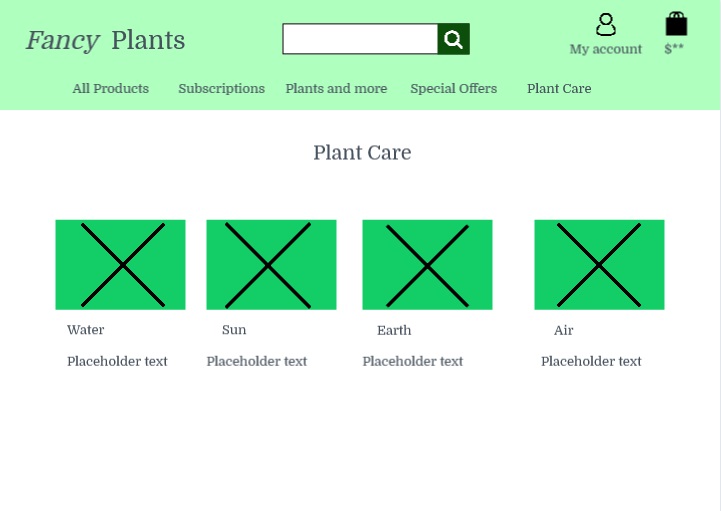 Fancy Plants
My account $**
All Products Subscriptions Plants and more Special Offers Plant Care
Plant Care
Water Sun Earth Air
Placeholder text Placeholder text Placeholder text Placeholder text